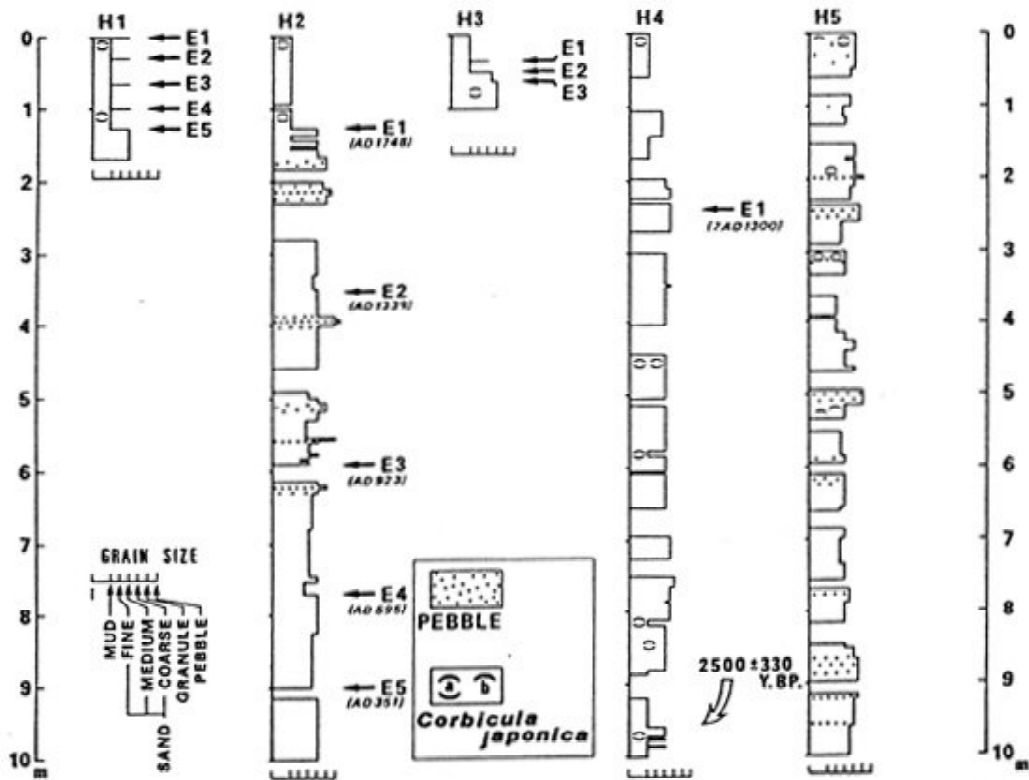 H1
H2
H3
H4
H5
0
1
2
3
4
5
6
7
8
9
10
m
E1
E2
E3
E4
E5
E1
(AD1748)
E2
(AD1339)
E3
(AD923)
E4
(AD595)
E5
(AD351)
E1
E2
E3
E1
(?AD1300)
2500 ±330
Y.BP.
GRAIN SIZE
MUD
FINE
MEDIUM
COARSE
GRANULE
PEBBLE
SAND
PEBBLE
a b
Corbicula
japonica
0
1
2
3
4
5
6
7
8
9
10
m